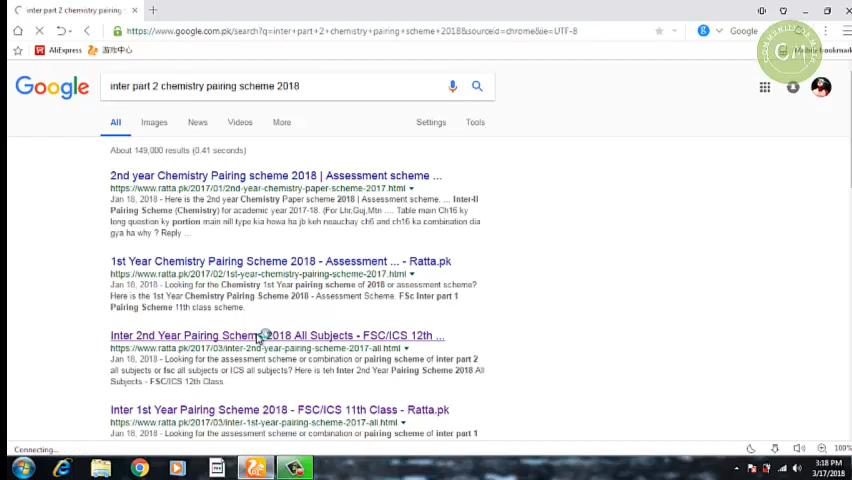 inter part 2 chemistry pairing
https://www.google.com.pk/search?q=inter+part+2+chemistry+pairing+scheme+2018&sourceid=chrome&ie=UTF-8
Google
AliExpress
游戏中心
Mobile bookmark
COMMUNITY
CM
Google
inter part 2 chemistry pairing scheme 2018
All Images News Videos More Settings Tools
About 149,000 results (0.41 seconds)
2nd year Chemistry Pairing scheme 2018 | Assessment scheme ...
https://www.ratta.pk/2017/01/2nd-year-chemistry-paper-scheme-2017.html
Jan 18, 2018 - Here is the 2nd year Chemistry Paper scheme 2018 | Assessment scheme. ... Inter-II
Pairing Scheme (Chemistry) for academic year 2017-18. (For Lhr,Guj,Mtn .... Table main Ch16 ky
long question ky portion main nill type kia howa ha jb keh neauchay ch6 and ch16 ka combination dia
gya ha why ? Reply ...
1st Year Chemistry Pairing Scheme 2018 - Assessment ... - Ratta.pk
https://www.ratta.pk/2017/02/1st-year-chemistry-pairing-scheme-2017.html
Jan 18, 2018 - Looking for the Chemistry 1st Year pairing scheme of 2018 or assessment scheme?
Here is the 1st Year Chemistry Pairing Scheme 2018 - Assessment Scheme. FSc Inter part 1
Pairing Scheme 11th class scheme.
Inter 2nd Year Pairing Scheme 2018 All Subjects - FSC/ICS 12th ...
https://www.ratta.pk/2017/03/inter-2nd-year-pairing-scheme-2017-all.html
Jan 18, 2018 - Looking for the assessment scheme or combination or pairing scheme of inter part 2
all subjects or fsc all subjects or ICS all subjects? Here is teh Inter 2nd Year Pairing Scheme 2018 All
Subjects - FSC/ICS 12th Class.
Inter 1st Year Pairing Scheme 2018 - FSC/ICS 11th Class - Ratta.pk
https://www.ratta.pk/2017/03/inter-1st-year-pairing-scheme-2017-all.html
Jan 18, 2018 - Looking for the assessment scheme or combination or pairing scheme of inter part 1
Connecting...
100%
3:18 PM
3/17/2018